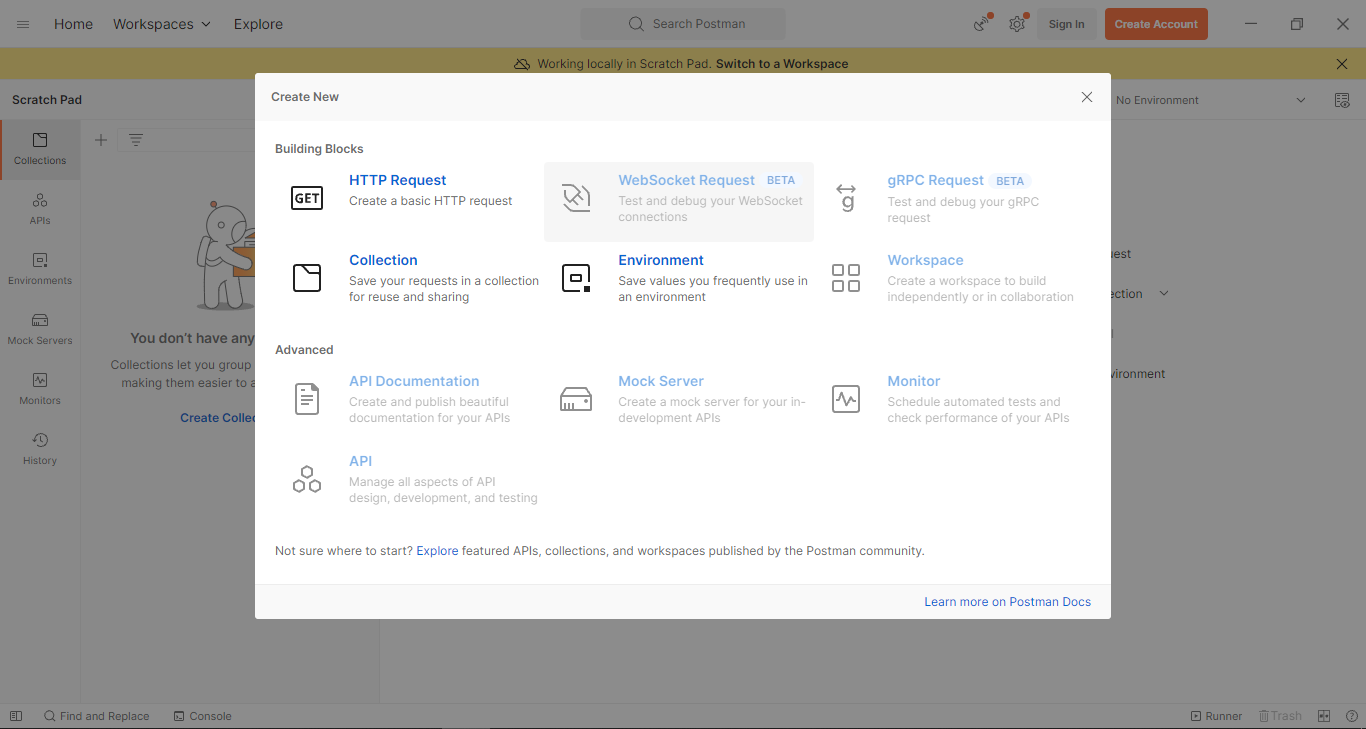 Home Workspaces Explore Search Postman Sign In Create Account
Working locally in Scratch Pad. Switch to a Workspace
Scratch Pad
No Environment
Create New
Collections
APIs
Environments
Mock Servers
Monitors
History
You don't have any
Collections let you group
making them easier to a
Create Collec
Building Blocks
GET
HTTP Request
Create a basic HTTP request
WebSocket Request BETA
Test and debug your WebSocket
connections
g
gRPC Request BETA
Test and debug your gRPC
request
Collection
Save your requests in a collection
for reuse and sharing
Environment
Save values you frequently use in
an environment
Workspace
Create a workspace to build
independently or in collaboration
Advanced
API Documentation
Create and publish beautiful
documentation for your APIs
Mock Server
Create a mock server for your in-
development APIs
Monitor
Schedule automated tests and
check performance of your APIs
API
Manage all aspects of API
design, development, and testing
Not sure where to start? Explore featured APIs, collections, and workspaces published by the Postman community.
Learn more on Postman Docs
uest
ection
vironment
Find and Replace Console Runner Trash